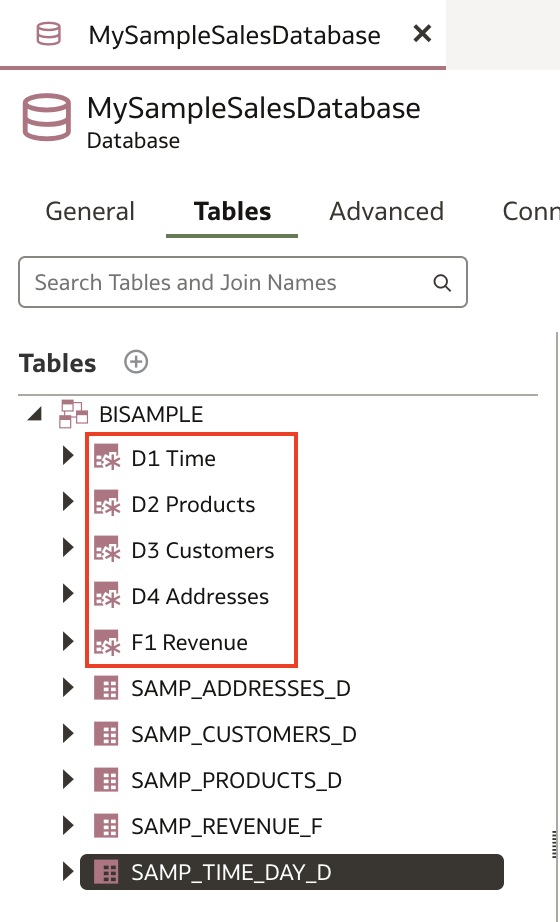 MySampleSalesDatabase
MySampleSalesDatabase
Database
General Tables Advanced Conn
Search Tables and Join Names
Tables
BISAMPLE
D1 Time
D2 Products
D3 Customers
D4 Addresses
F1 Revenue
SAMP_ADDRESSES_D
SAMP_CUSTOMERS_D
SAMP_PRODUCTS_D
SAMP_REVENUE_F
SAMP_TIME_DAY_D